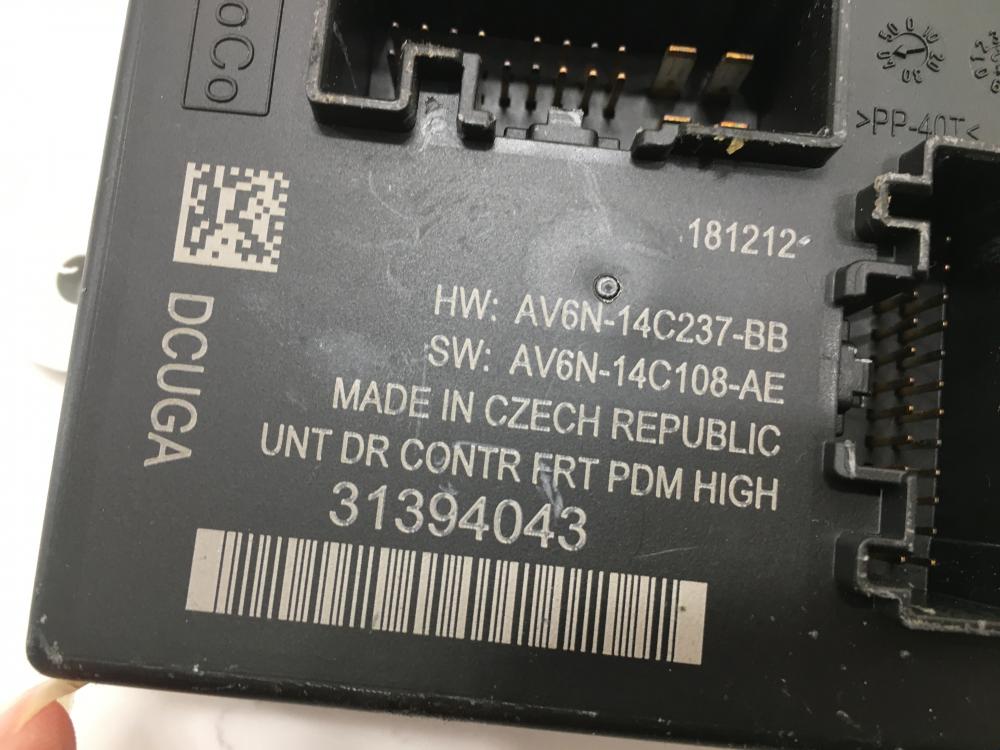 oCo
>PP-40T<
181212
HW: AV6N-14C237-BB
SW: AV6N-14C108-AE
MADE IN CZECH REPUBLIC
UNT DR CONTR FRT PDM HIGH
31394043
DCUGA